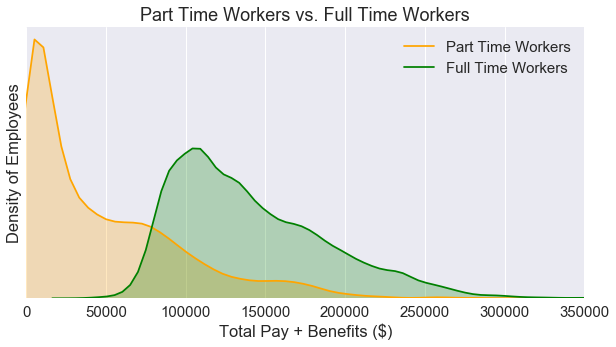 Part Time Workers vs. Full Time Workers
Part Time Workers
Full Time Workers
Density of Employees
0 50000 100000 150000 200000 250000 300000 350000
Total Pay + Benefits ($)